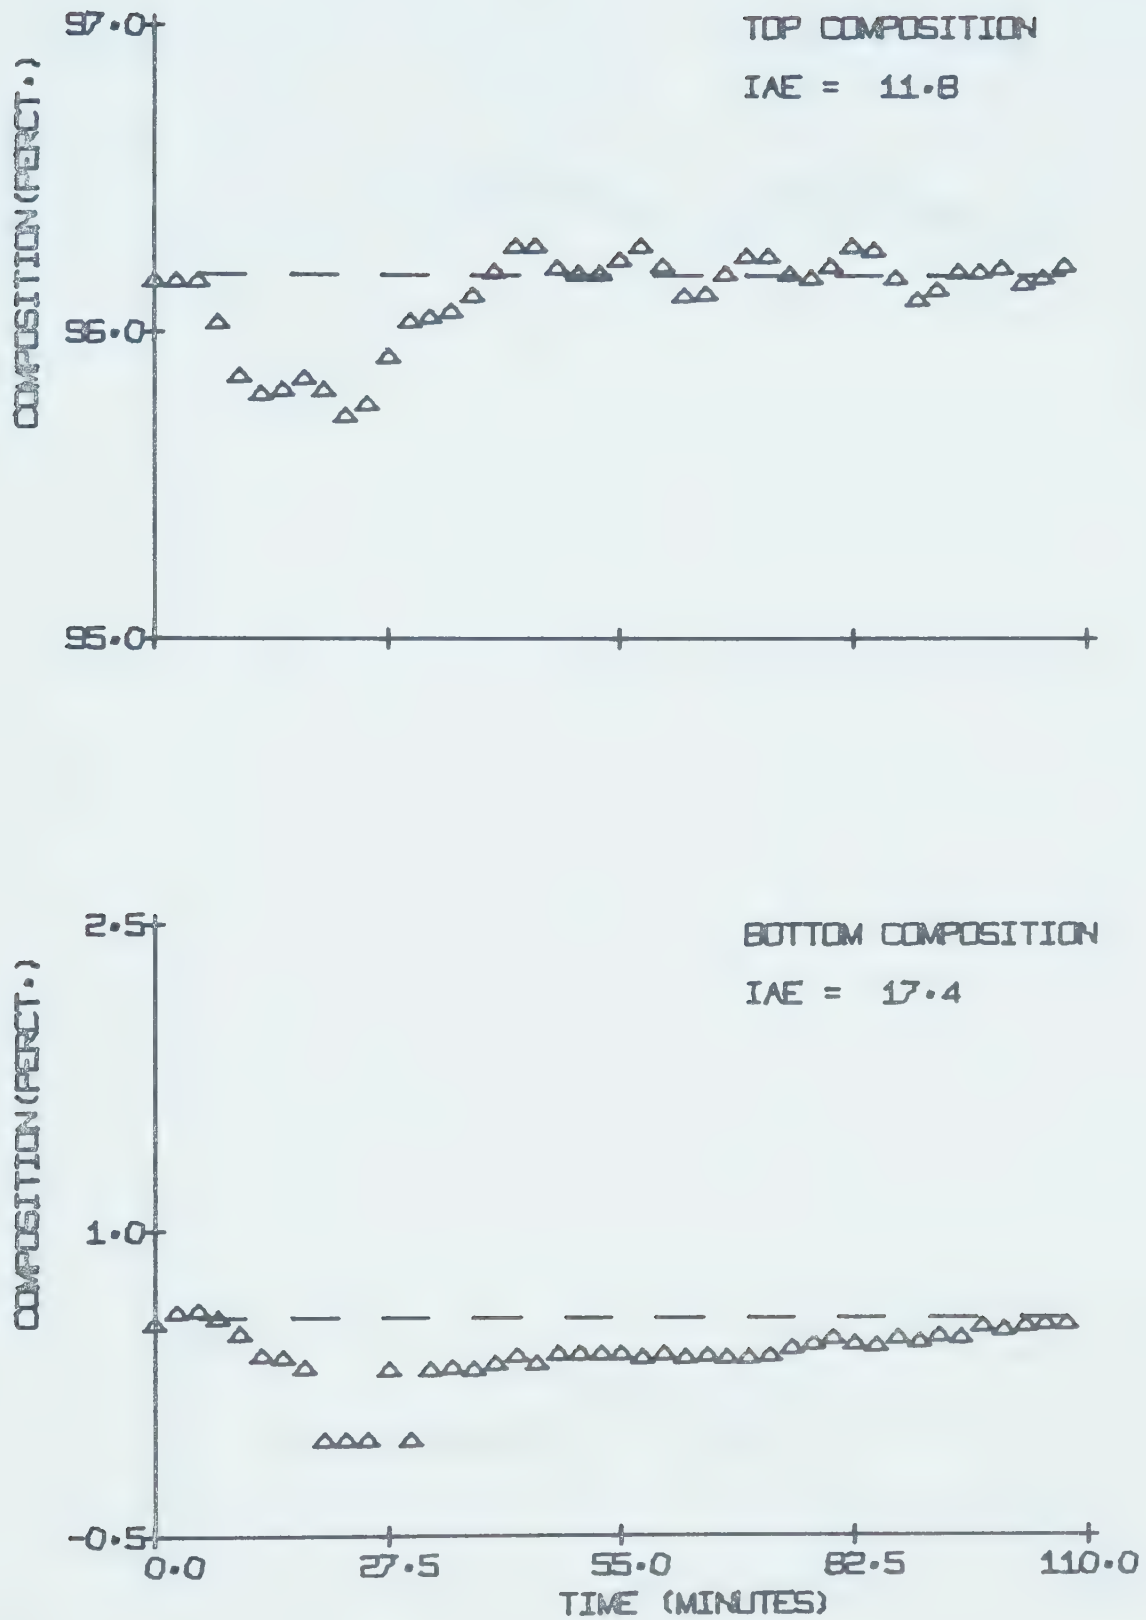 TOP COMPOSITION
IAE = 11.8
97.0
96.0
95.0
COMPOSITION(PERCT.)
BOTTOM COMPOSITION
IAE = 17.4
2.5
1.0
-0.5
COMPOSITION(PERCT.)
0.0 27.5 55.0 82.5 110.0
TIME (MINUTES)